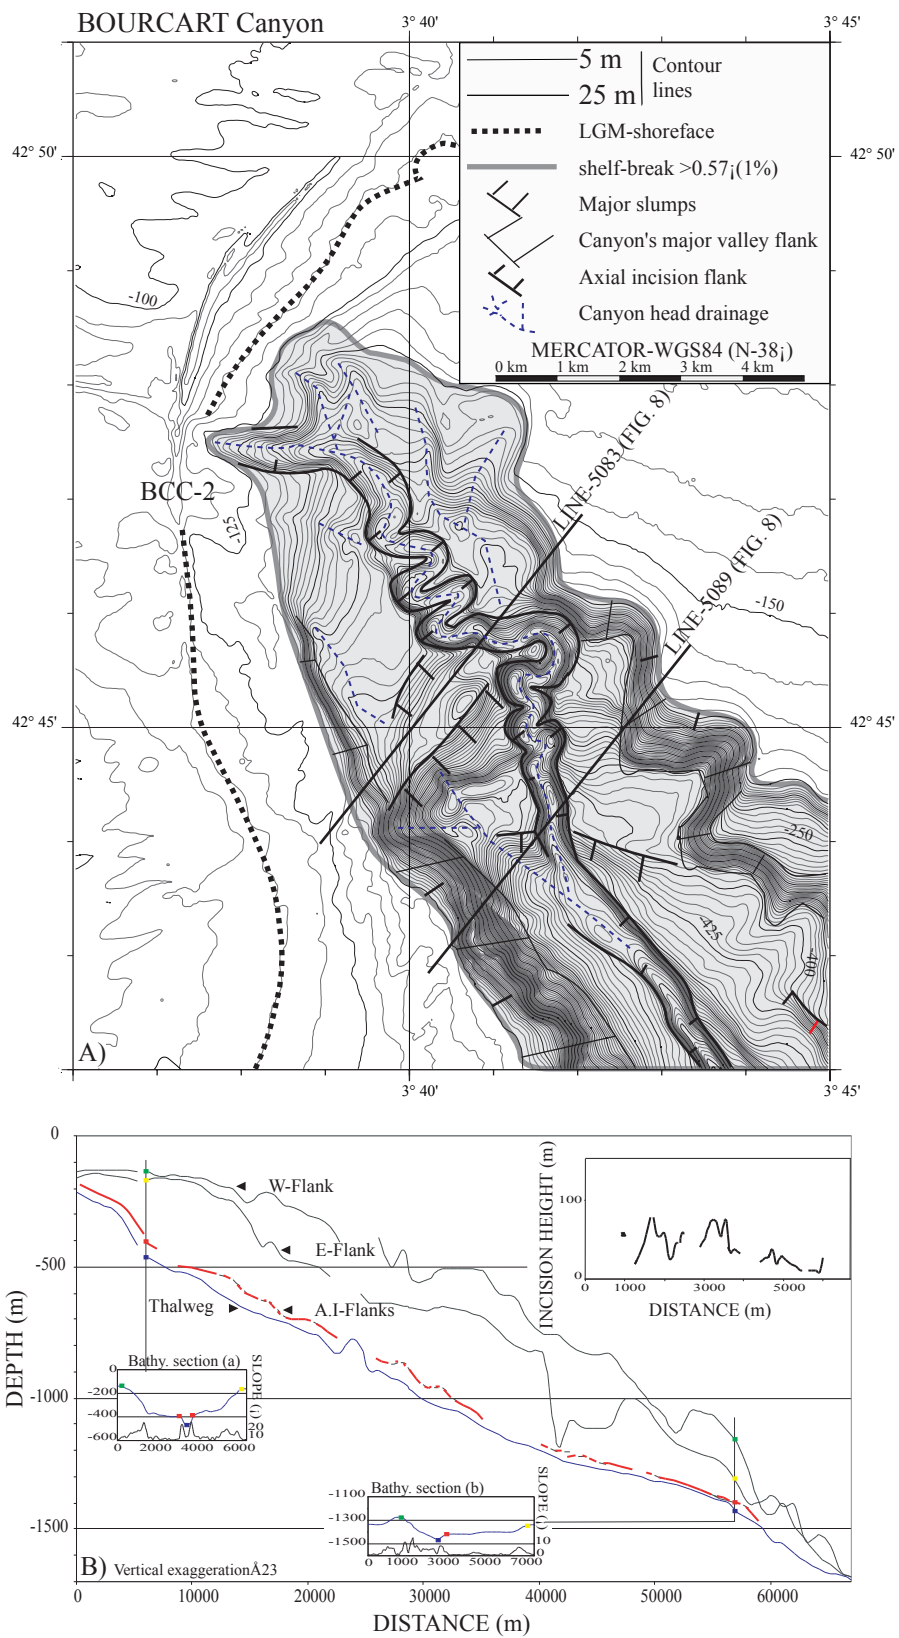 BOURCART Canyon
3° 40'
3° 45'
5 m
25 m
Contour
lines
LGM-shoreface
shelf-break >0.57¡(1%)
Major slumps
Canyon's major valley flank
Axial incision flank
Canyon head drainage
MERCATOR-WGS84 (N-38¡)
0 km 1 km 2 km 3 km 4 km
42° 50'
42° 50'
-100
BCC-2
-125
LINE-5083 (FIG. 8)
LINE-5089 (FIG. 8)
-150
42° 45'
42° 45'
-250
-425
-400
A)
3° 40'
3° 45'
DEPTH (m)
0
-500
-1000
-1500
W-Flank
E-Flank
Thalweg
A.I-Flanks
INCISION HEIGHT (m)
100
0
0 1000 3000 5000
DISTANCE (m)
Bathy. section (a)
0
-200
-400
-600
SLOPE (¡)
20
10
0 2000 4000 6000
Bathy. section (b)
-1100
-1300
-1500
SLOPE (¡)
10
0
0 1000 3000 5000 7000
B) Vertical exaggerationÅ23
0 10000 20000 30000 40000 50000 60000
DISTANCE (m)